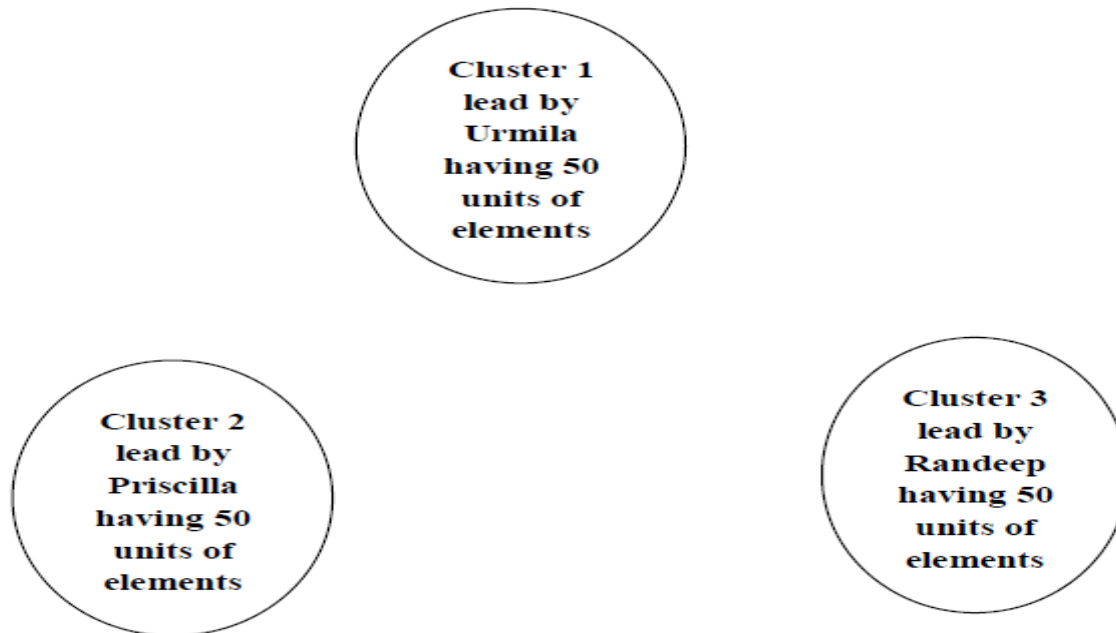 Cluster 1
lead by
Urmila
having 50
units of
elements
Cluster 2
lead by
Priscilla
having 50
units of
elements
Cluster 3
lead by
Randeep
having 50
units of
elements